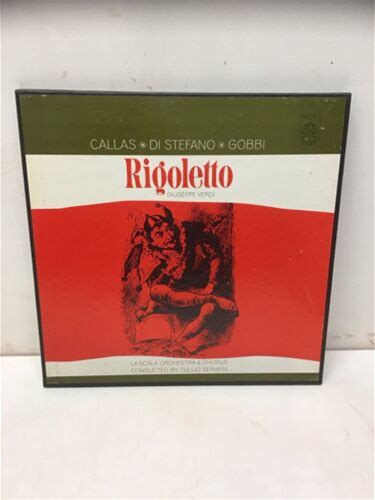 CALLAS * DI STEFANO * GOBBI
Rigoletto
GIUSEPPE VERDI
LA SCALA ORCHESTRA & CHORUS
CONDUCTED BY TULLIO SERAFIN